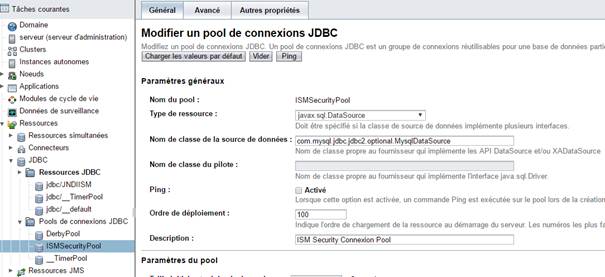 Tâches courantes
Domaine
serveur (serveur d'administration)
Clusters
Instances autonomes
Noeuds
Applications
Modules de cycle de vie
Données de surveillance
Ressources
Ressources simultanées
Connecteurs
JDBC
Ressources JDBC
jdbc/JNDIISM
jdbc/__TimerPool
jdbc/__default
Pools de connexions JDBC
DerbyPool
ISMSecurityPool
__TimerPool
Ressources JMS
Général Avancé Autres propriétés
Modifier un pool de connexions JDBC
Modifiez un pool de connexions JDBC. Un pool de connexions JDBC est un groupe de connexions réutilisables pour une base de données parti
Charger les valeurs par défaut Vider Ping
Paramètres généraux
Nom du pool : ISMSecurityPool
Type de ressource : javax.sql.DataSource
Doit être spécifié si la classe de source de données implémente plusieurs interfaces.
Nom de classe de la source de données : com.mysql.jdbc.jdbc2.optional.MysqlDataSource
Nom de classe propre au fournisseur qui implémente les API DataSource et/ou XADataSource
Nom de classe du pilote :
Nom de classe propre au fournisseur qui implémente l'interface java.sql.Driver.
Ping : Activé
Lorsque cette option est activée, une commande Ping est exécutée sur le pool lors de la création
Ordre de déploiement : 100
Indique l'ordre de chargement de la ressource au démarrage du serveur. Les numéros les plus fa
Description : ISM Security Connexion Pool
Paramètres du pool